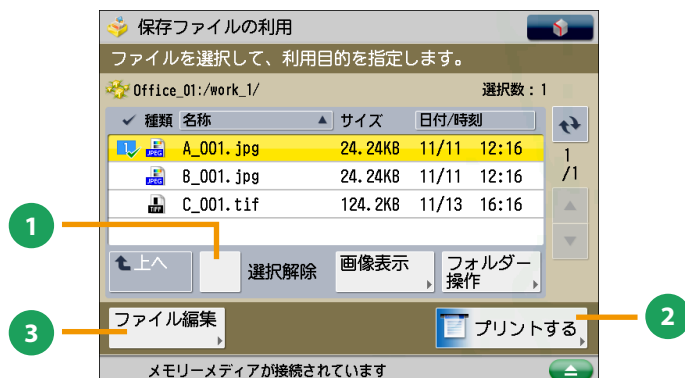 保存ファイルの利用
ファイルを選択して、利用目的を指定します。
Office_01:/work_1/ 選択数：1
種類 名称 ▲ サイズ 日付/時刻
1 JPEG A_001.jpg 24.24KB 11/11 12:16
JPEG B_001.jpg 24.24KB 11/11 12:16
TIFF C_001.tif 124.2KB 11/13 16:16
1
/1
1
上へ 選択解除 画像表示 フォルダー
操作
2
3
ファイル編集 プリントする
メモリーメディアが接続されています